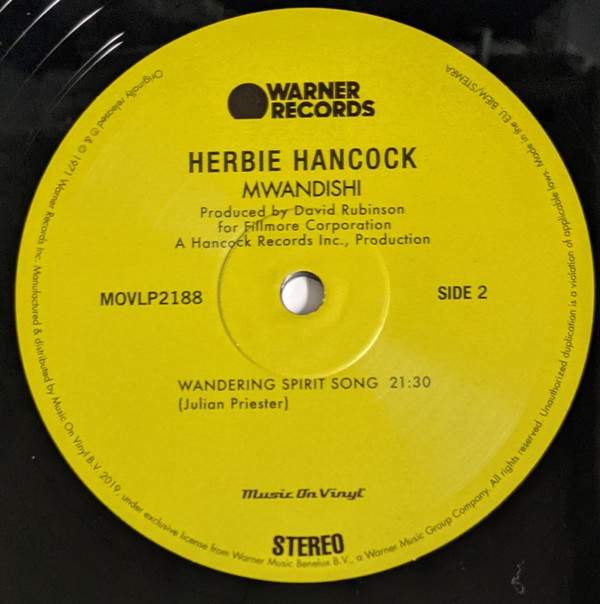 WARNER
RECORDS
HERBIE HANCOCK
MWANDISHI
Produced by David Rubinson
for Fillmore Corporation
A Hancock Records Inc., Production
MOVLP2188
SIDE 2
WANDERING SPIRIT SONG 21:30
(Julian Priester)
Music On Vinyl
STEREO
Originally released ℗ & © 1971 Warner Records Inc. Manufactured & distributed by Music On Vinyl B.V. 2019, under exclusive license from Warner Music Benelux B.V., a Warner Music Group Company. All rights reserved. Unauthorized duplication is a violation of applicable laws. Made in the EU. BIEM/STEMRA